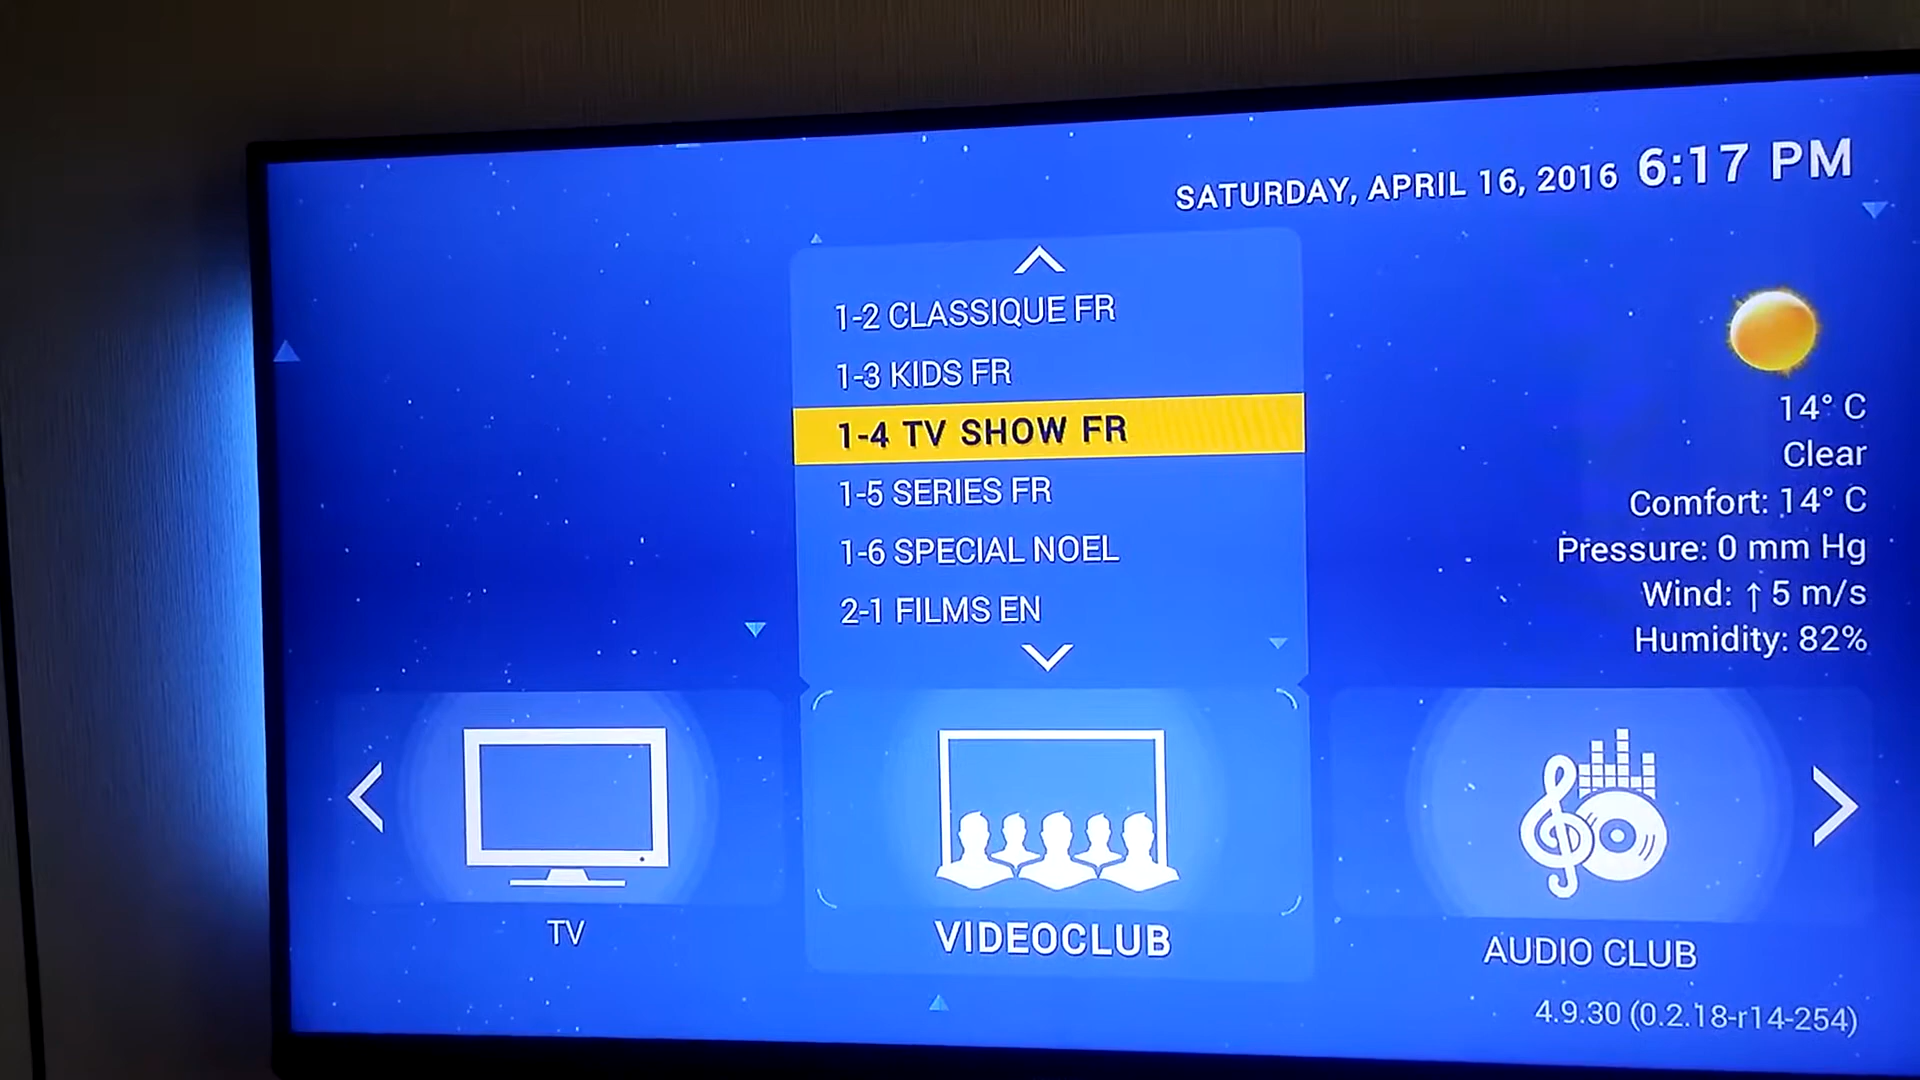 SATURDAY, APRIL 16, 2016 6:17 PM
1-2 CLASSIQUE FR
1-3 KIDS FR
1-4 TV SHOW FR
1-5 SERIES FR
1-6 SPECIAL NOEL
2-1 FILMS EN
14° C
Clear
Comfort: 14° C
Pressure: 0 mm Hg
Wind: ↑ 5 m/s
Humidity: 82%
TV
VIDEOCLUB
AUDIO CLUB
4.9.30 (0.2.18-r14-254)